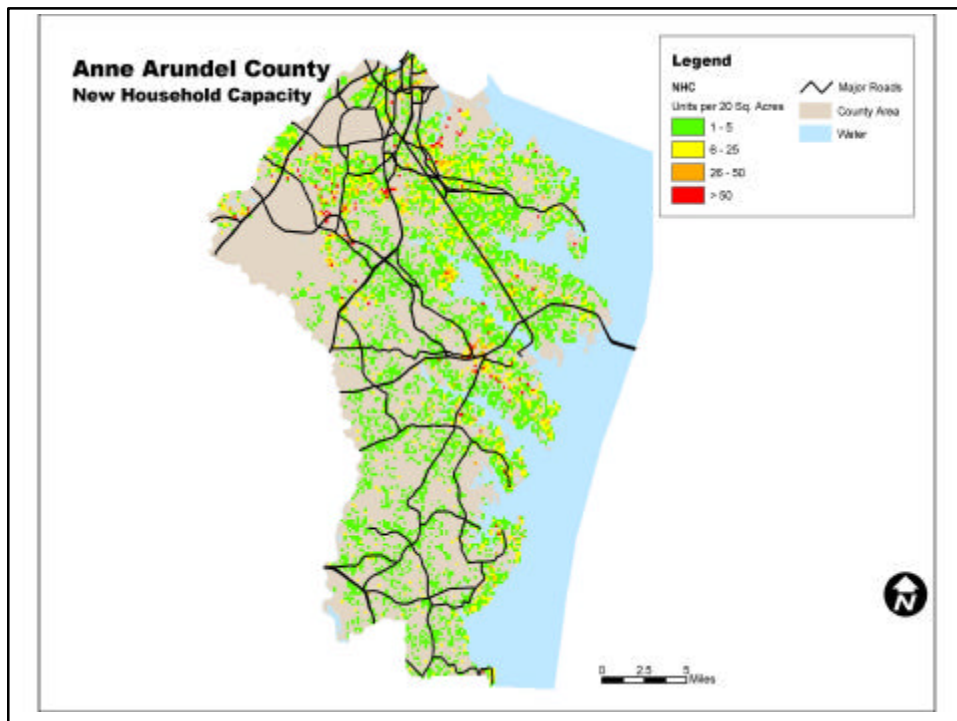 Anne Arundel County
New Household Capacity
Legend
NHC
Units per 20 Sq. Acres
1 - 5
6 - 25
26 - 50
> 50
Major Roads
County Area
Water
N
0 2.5 5
Miles